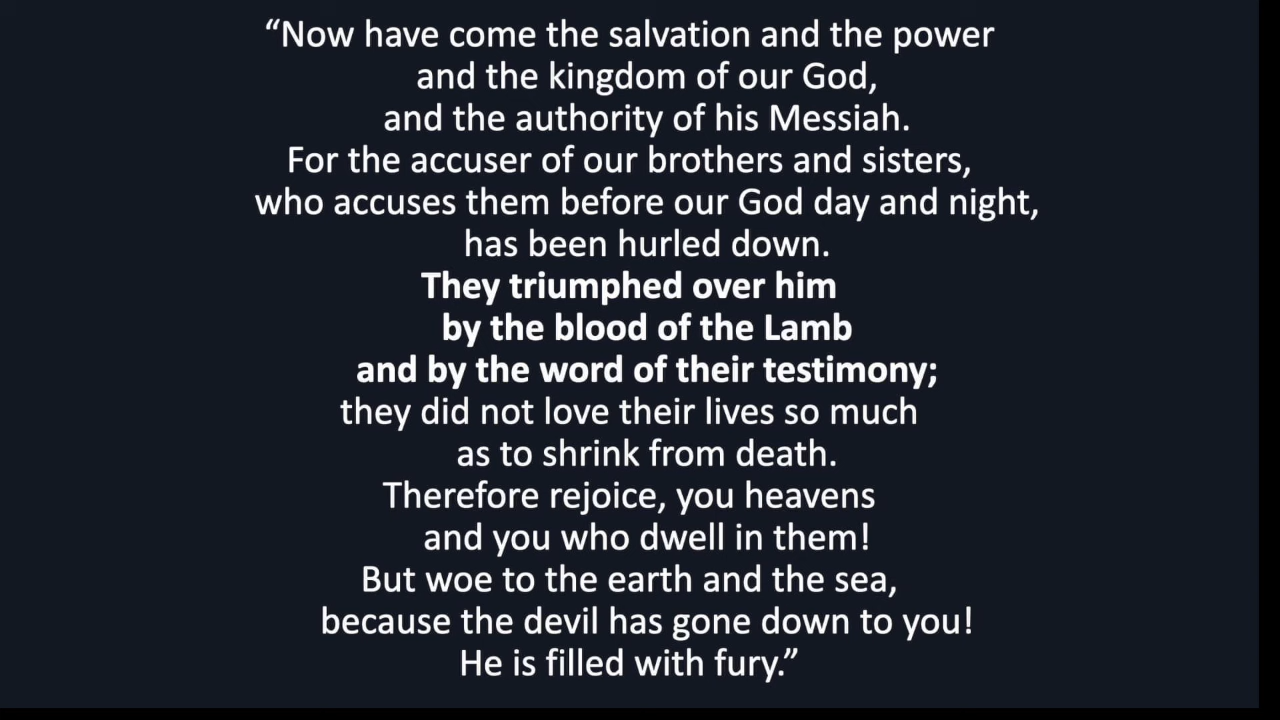 “Now have come the salvation and the power
and the kingdom of our God,
and the authority of his Messiah.
For the accuser of our brothers and sisters,
who accuses them before our God day and night,
has been hurled down.
They triumphed over him
by the blood of the Lamb
and by the word of their testimony;
they did not love their lives so much
as to shrink from death.
Therefore rejoice, you heavens
and you who dwell in them!
But woe to the earth and the sea,
because the devil has gone down to you!
He is filled with fury.”